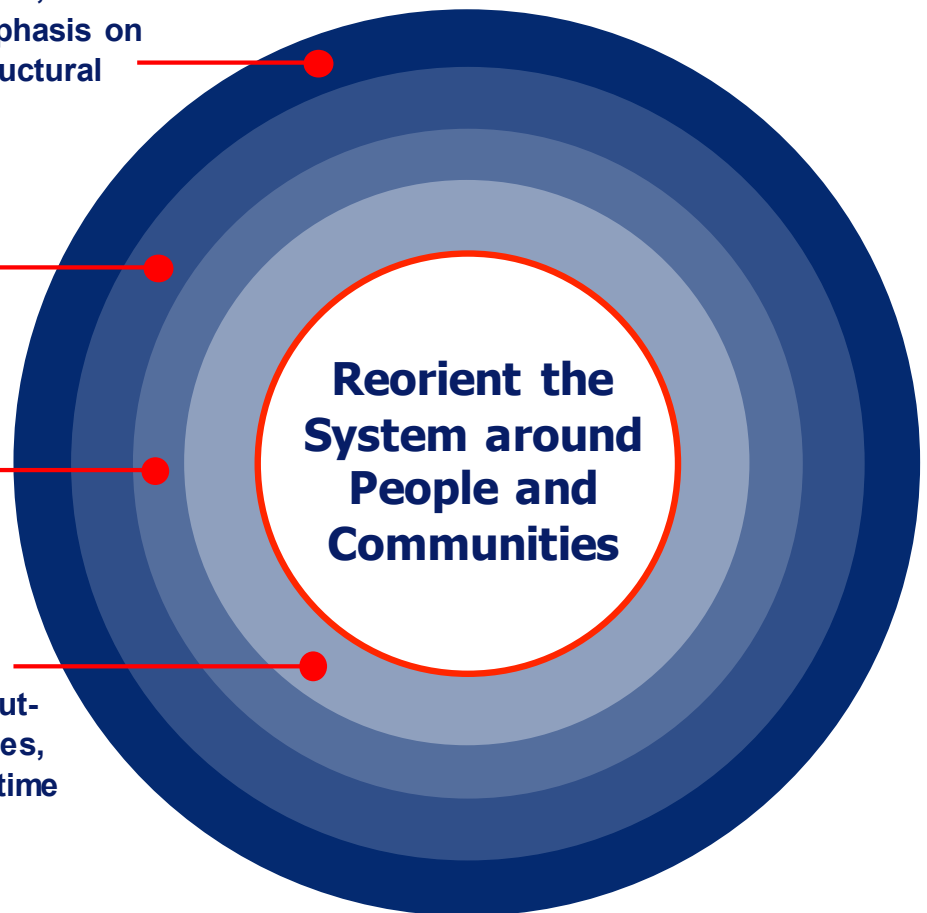 phasis on
uctural
Reorient the
System around
People and
Communities
ut-
es,
time